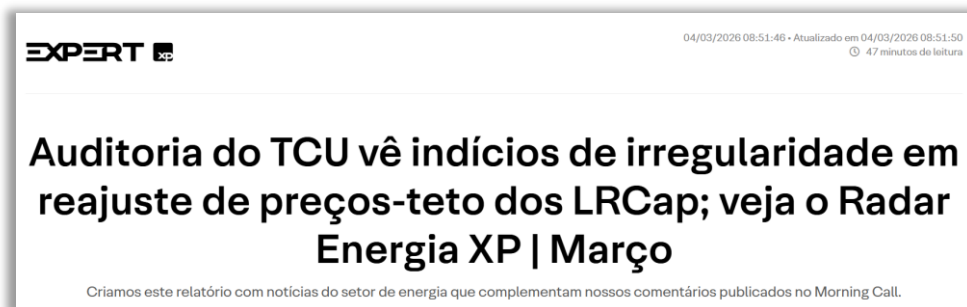 EXPERT XP
04/03/2026 08:51:46 • Atualizado em 04/03/2026 08:51:50
47 minutos de leitura
Auditoria do TCU vê indícios de irregularidade em
reajuste de preços-teto dos LRCap; veja o Radar
Energia XP | Março
Criamos este relatório com notícias do setor de energia que complementam nossos comentários publicados no Morning Call.